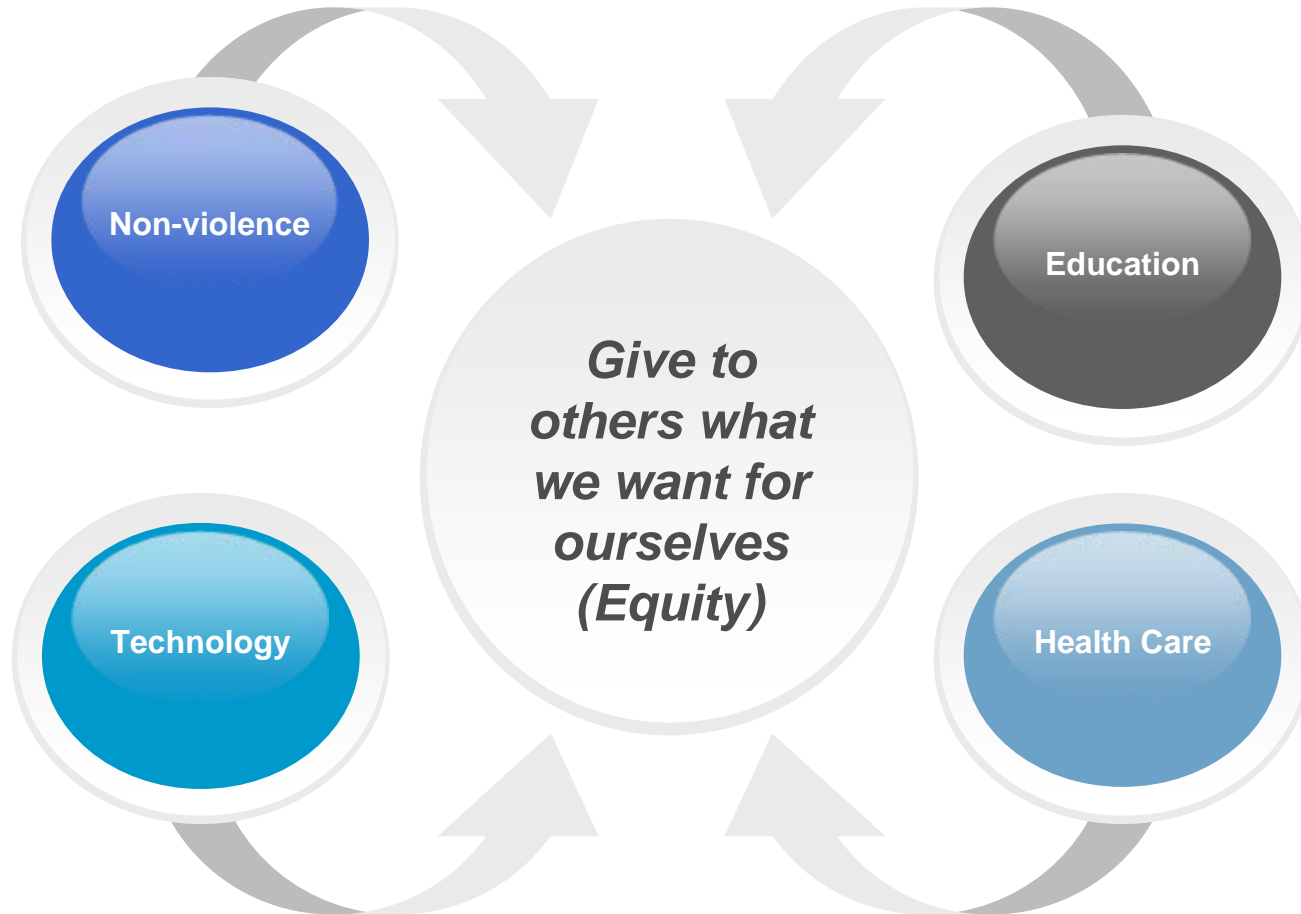 Non-violence
Education
Give to
others what
we want for
ourselves
(Equity)
Technology
Health Care